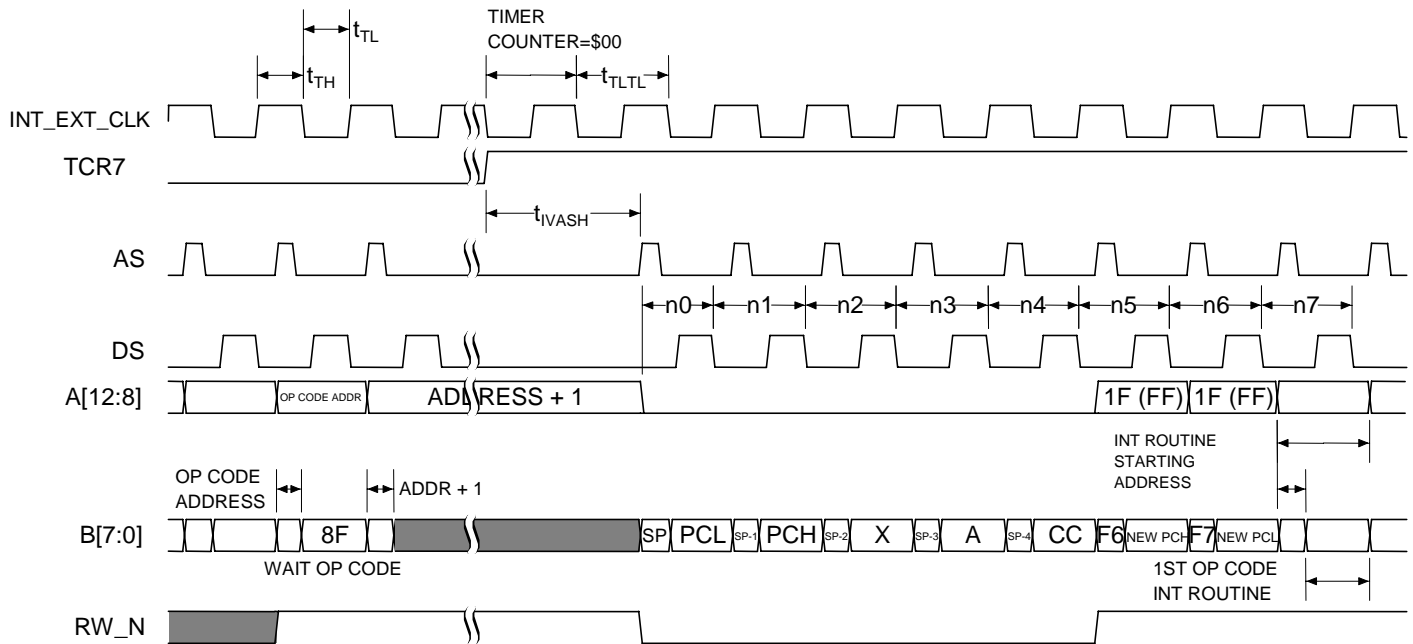 TIMER
COUNTER=$00
tTL
tTH
tTLTL
INT_EXT_CLK
TCR7
tIVASH
AS
n0 n1 n2 n3 n4 n5 n6 n7
DS
A[12:8] OP CODE ADDR ADDRESS + 1 1F (FF) 1F (FF)
INT ROUTINE
STARTING
ADDRESS
OP CODE
ADDRESS
ADDR + 1
B[7:0] 8F SP PCL SP-1 PCH SP-2 X SP-3 A SP-4 CC F6 NEW PCH F7 NEW PCL
WAIT OP CODE
1ST OP CODE
INT ROUTINE
RW_N